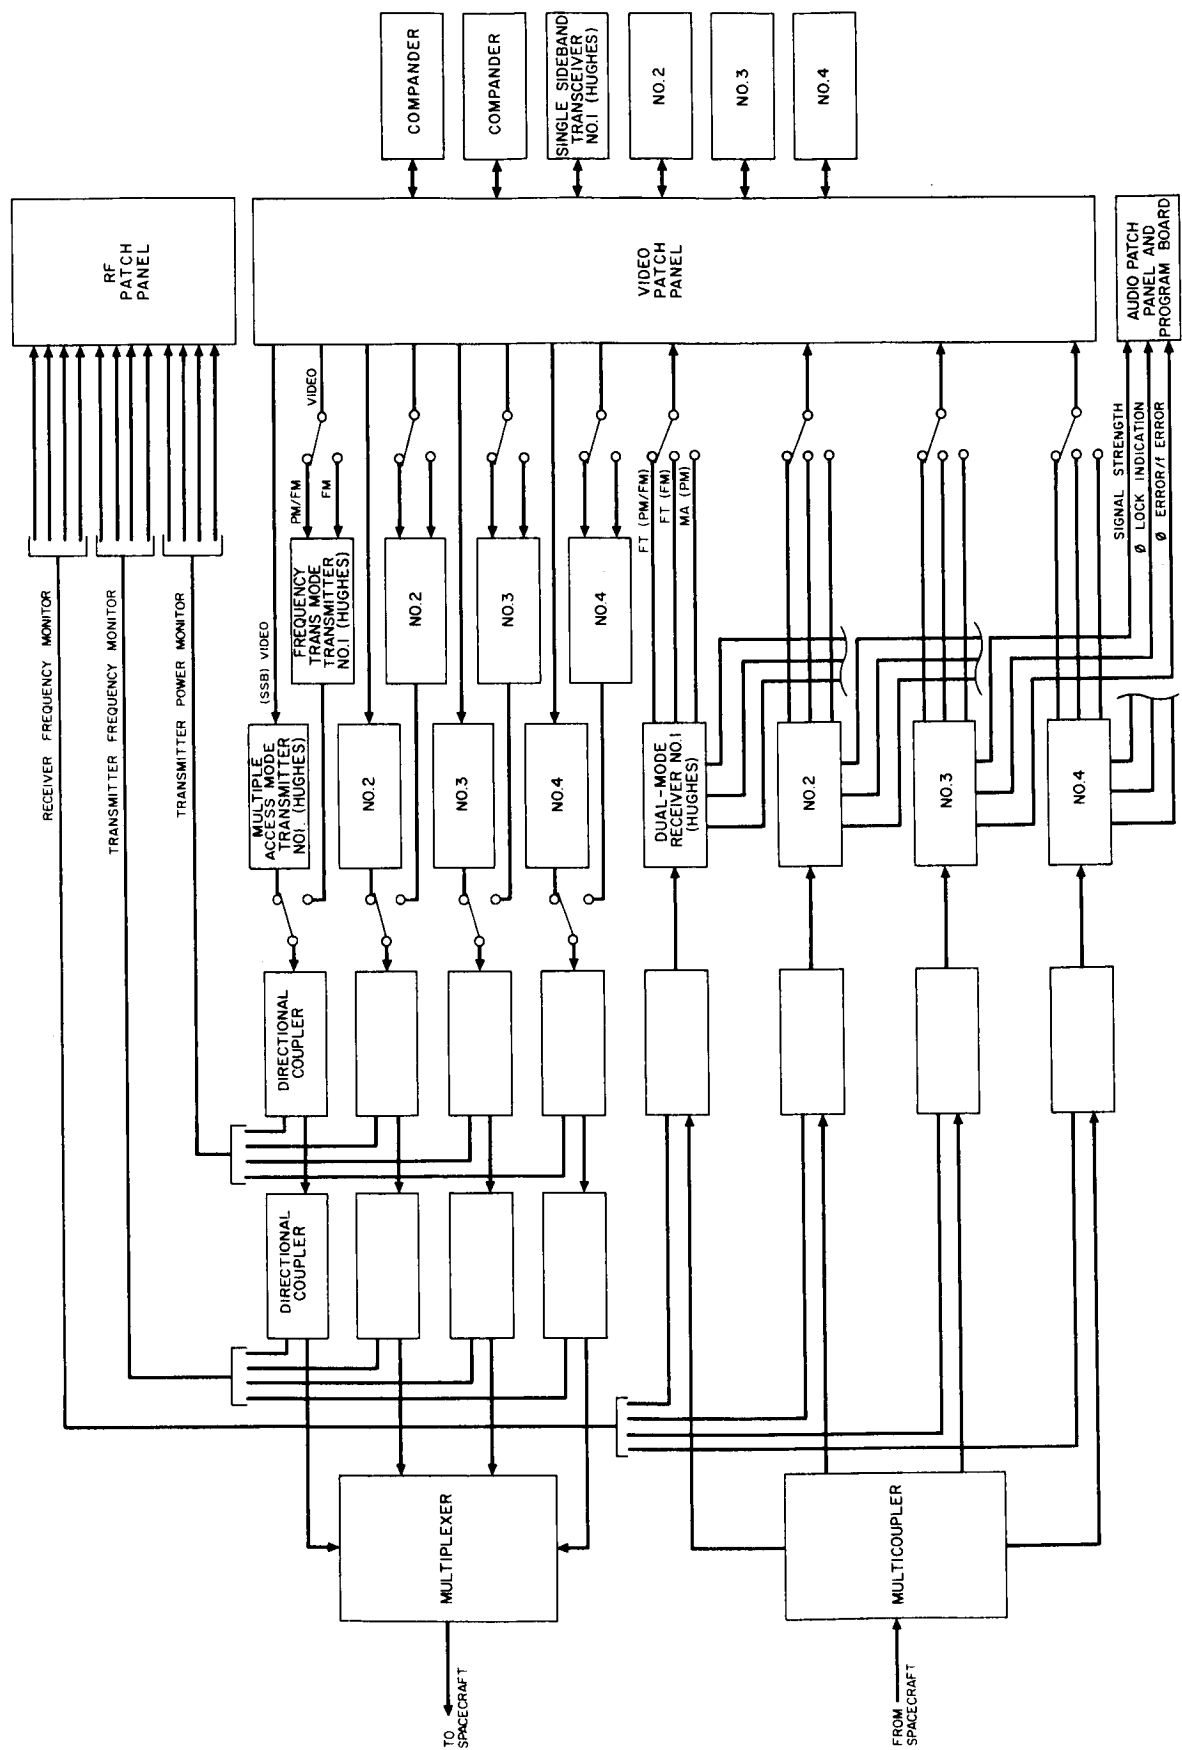 COMPANDER
COMPANDER
SINGLE SIDEBAND
TRANSCEIVER
NO.1 (HUGHES)
NO.2
NO.3
NO.4
RF
PATCH
PANEL
VIDEO
PATCH
PANEL
AUDIO PATCH
PANEL AND
PROGRAM BOARD
RECEIVER FREQUENCY MONITOR
TRANSMITTER FREQUENCY MONITOR
TRANSMITTER POWER MONITOR
(SSB) VIDEO
VIDEO
PM/FM
FM
FREQUENCY
TRANS MODE
TRANSMITTER
NO.1 (HUGHES)
NO.2
NO.3
NO.4
FT (PM/FM)
FT (FM)
MA (PM)
SIGNAL STRENGTH
Ø LOCK INDICATION
Ø ERROR/f ERROR
MULTIPLE
ACCESS MODE
TRANSMITTER
NO1. (HUGHES)
NO.2
NO.3
NO.4
DUAL-MODE
RECEIVER NO.1
(HUGHES)
NO.2
NO.3
NO.4
DIRECTIONAL
COUPLER
DIRECTIONAL
COUPLER
MULTIPLEXER
MULTICOUPLER
TO
SPACECRAFT
FROM
SPACECRAFT